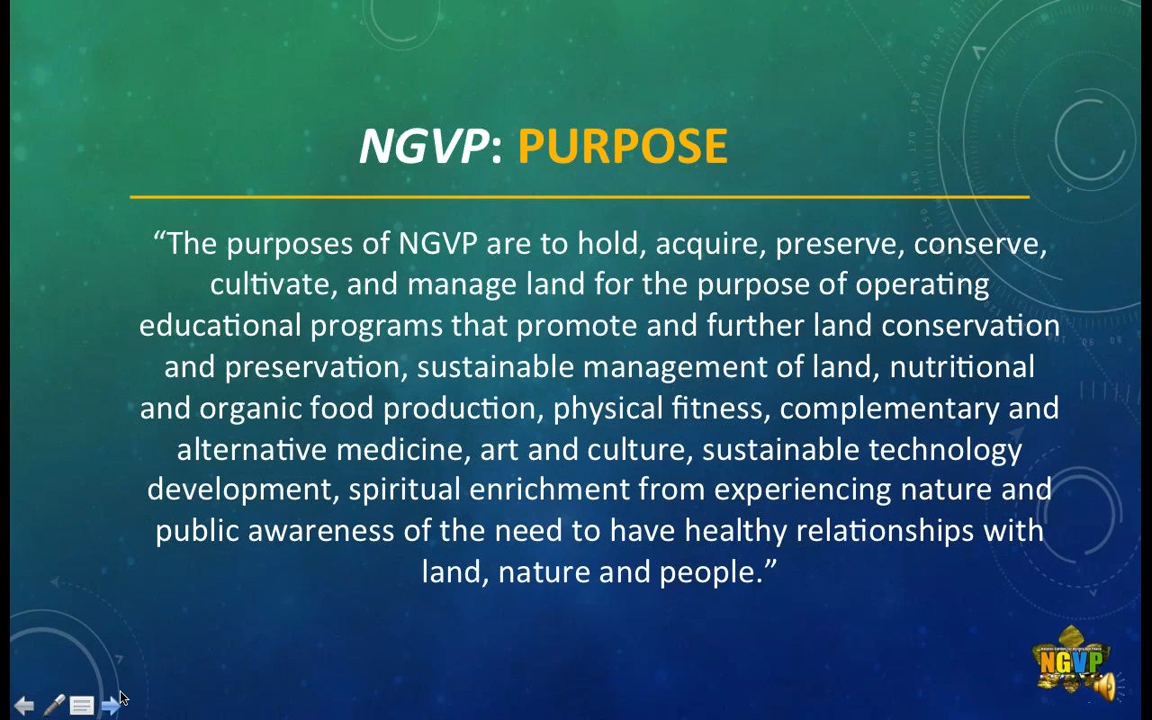 NGVP: PURPOSE
“The purposes of NGVP are to hold, acquire, preserve, conserve,
cultivate, and manage land for the purpose of operating
educational programs that promote and further land conservation
and preservation, sustainable management of land, nutritional
and organic food production, physical fitness, complementary and
alternative medicine, art and culture, sustainable technology
development, spiritual enrichment from experiencing nature and
public awareness of the need to have healthy relationships with
land, nature and people.”
NGVP